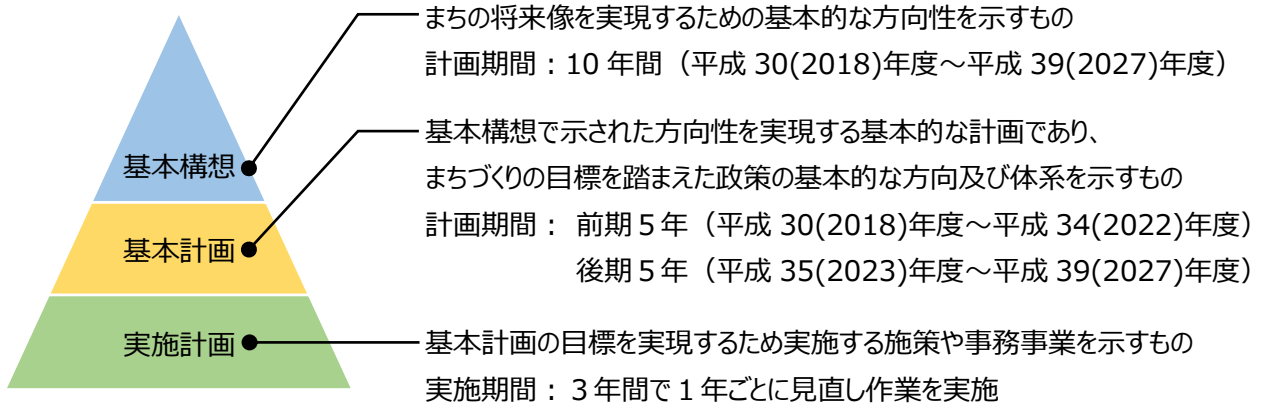 まちの将来像を実現するための基本的な方向性を示すもの
計画期間：10 年間（平成 30(2018)年度～平成 39(2027)年度）
基本構想
基本構想で示された方向性を実現する基本的な計画であり、
まちづくりの目標を踏まえた政策の基本的な方向及び体系を示すもの
計画期間： 前期５年（平成 30(2018)年度～平成 34(2022)年度）
後期５年（平成 35(2023)年度～平成 39(2027)年度）
基本計画
実施計画
基本計画の目標を実現するため実施する施策や事務事業を示すもの
実施期間：３年間で１年ごとに見直し作業を実施